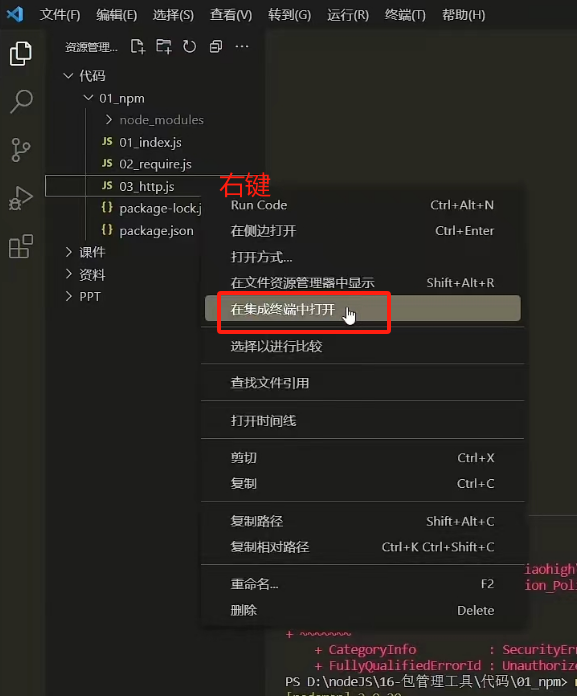 文件(F) 编辑(E) 选择(S) 查看(V) 转到(G) 运行(R) 终端(T) 帮助(H)
资源管理... ...
代码
01_npm
node_modules
JS 01_index.js
JS 02_require.js
JS 03_http.js
右键
{} package-lock.j
{} package.json
课件
资料
PPT
Run Code Ctrl+Alt+N
在侧边打开 Ctrl+Enter
打开方式...
在文件资源管理器中显示 Shift+Alt+R
在集成终端中打开
选择以进行比较
查找文件引用
打开时间线
剪切 Ctrl+X
复制 Ctrl+C
复制路径 Shift+Alt+C
复制相对路径 Ctrl+K Ctrl+Shift+C
重命名... F2
删除 Delete
iaohigh\
ion_Poli
+ ~~~~~~~
+ CategoryInfo : SecurityErr
+ FullyQualifiedErrorId : Unauthorize
PS D:\nodeJS\16-包管理工具\代码\01_npm>